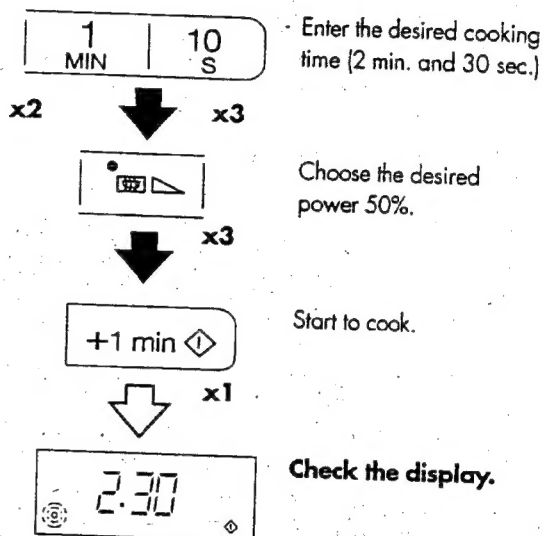 1 10
MIN S
Enter the desired cooking
time (2 min. and 30 sec.)
x2 x3
Choose the desired
power 50%.
x3
+1 min
Start to cook.
x1
2.30
Check the display.